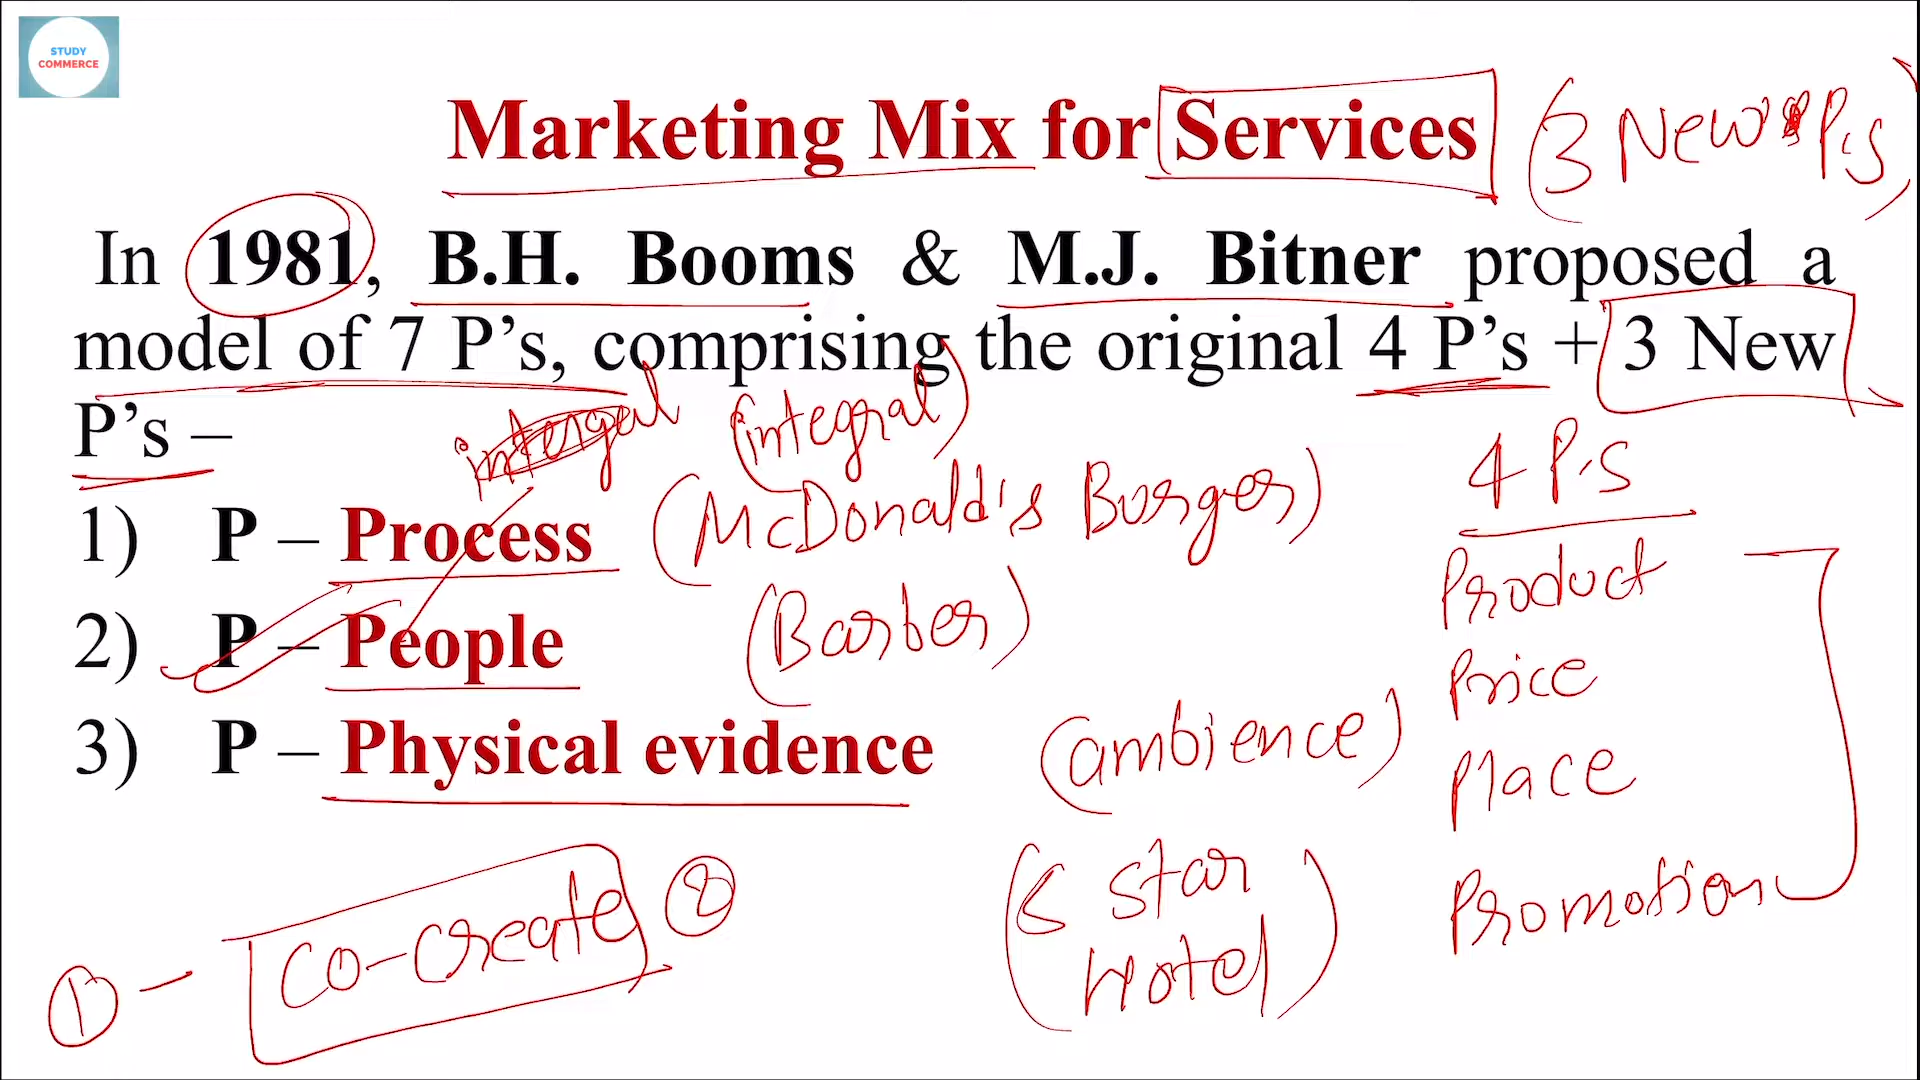 STUDY
COMMERCE
Marketing Mix for Services (3 New P.s)
In 1981, B.H. Booms & M.J. Bitner proposed a
model of 7 P’s, comprising the original 4 P’s + 3 New
P’s –
intergal (integral)
1) P – Process (McDonald's Burger)
2) P – People (Barber)
3) P – Physical evidence (ambience)
(5 Star
Hotel)
4 P.s
Product
Price
Place
Promotion
1 – co-create 2